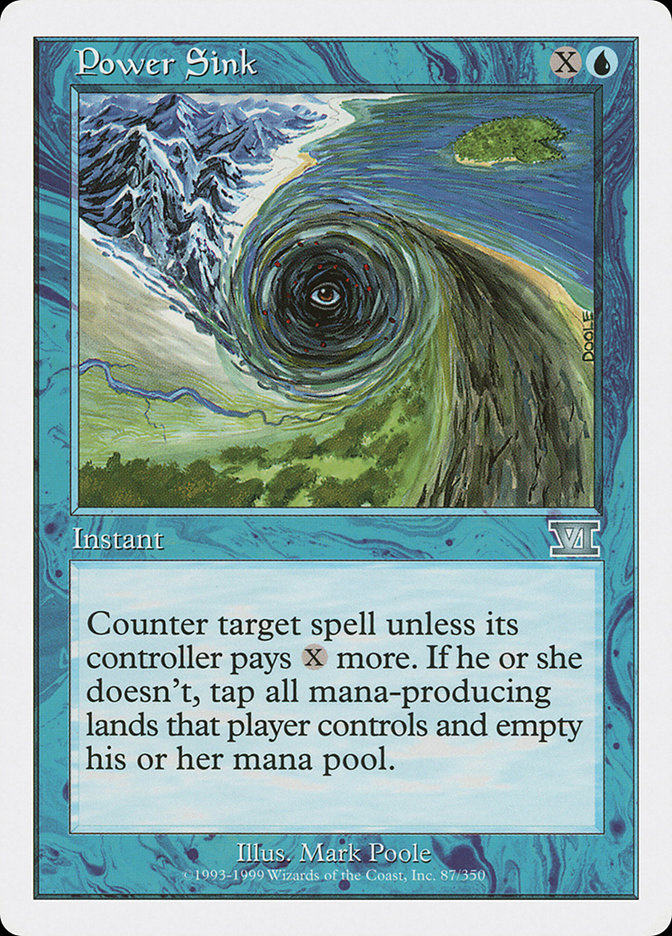 Power Sink
X
POOLE
Instant
VI
Counter target spell unless its
controller pays X more. If he or she
doesn't, tap all mana-producing
lands that player controls and empty
his or her mana pool.
Illus. Mark Poole
©1993-1999 Wizards of the Coast, Inc. 87/350